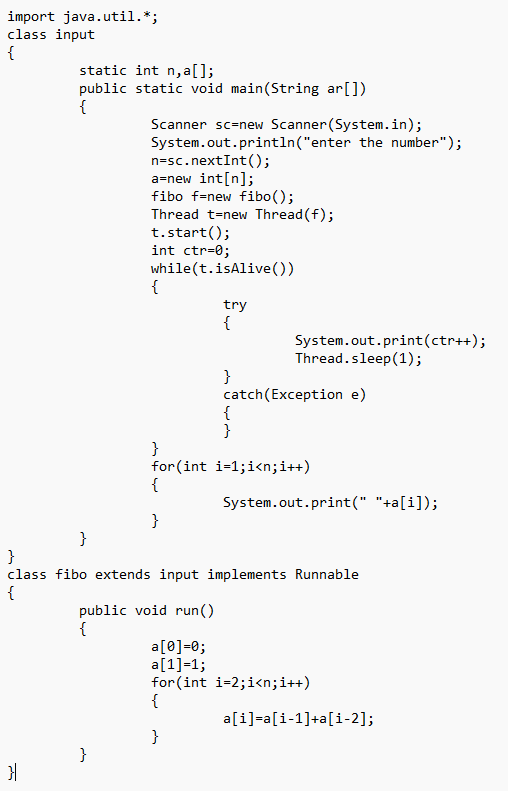 import java.util.*;
class input
{
static int n,a[];
public static void main(String ar[])
{
Scanner sc=new Scanner(System.in);
System.out.println("enter the number");
n=sc.nextInt();
a=new int[n];
fibo f=new fibo();
Thread t=new Thread(f);
t.start();
int ctr=0;
while(t.isAlive())
{
try
{
System.out.print(ctr++);
Thread.sleep(1);
}
catch(Exception e)
{
}
}
for(int i=1;i<n;i++)
{
System.out.print(" "+a[i]);
}
}
}
class fibo extends input implements Runnable
{
public void run()
{
a[0]=0;
a[1]=1;
for(int i=2;i<n;i++)
{
a[i]=a[i-1]+a[i-2];
}
}
}